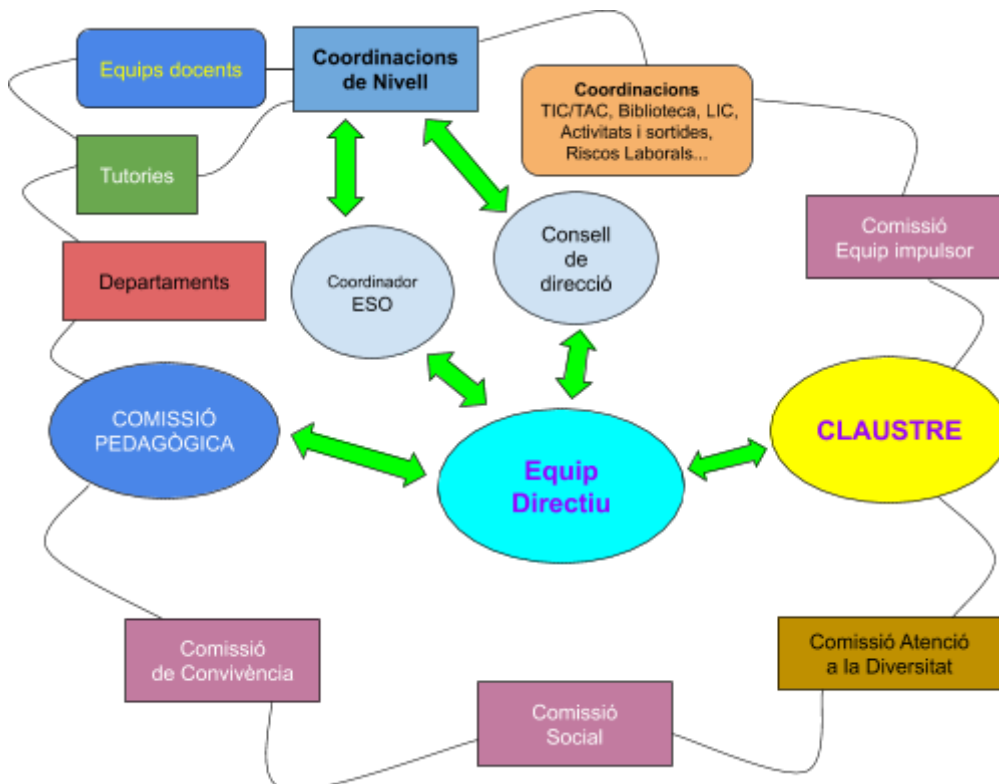 Equips docents
Coordinacions
de Nivell
Coordinacions
TIC/TAC, Biblioteca, LIC,
Activitats i sortides,
Riscos Laborals...
Tutories
Comissió
Equip impulsor
Departaments
Coordinador
ESO
Consell
de
direcció
COMISSIÓ
PEDAGÒGICA
Equip
Directiu
CLAUSTRE
Comissió
de Convivència
Comissió
Social
Comissió Atenció
a la Diversitat